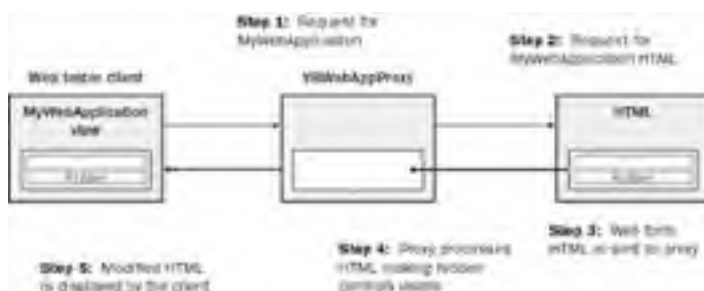 Step 1: Request for
MyWebApplication
Step 2: Request for
MyWebApplication HTML
Web tester client
MyWebApplication
view
HTML
Step 3: Web form
HTML is sent to proxy
Step 4: Proxy processes
HTML making hidden
controls visible
Step 5: Modified HTML
is displayed by the client